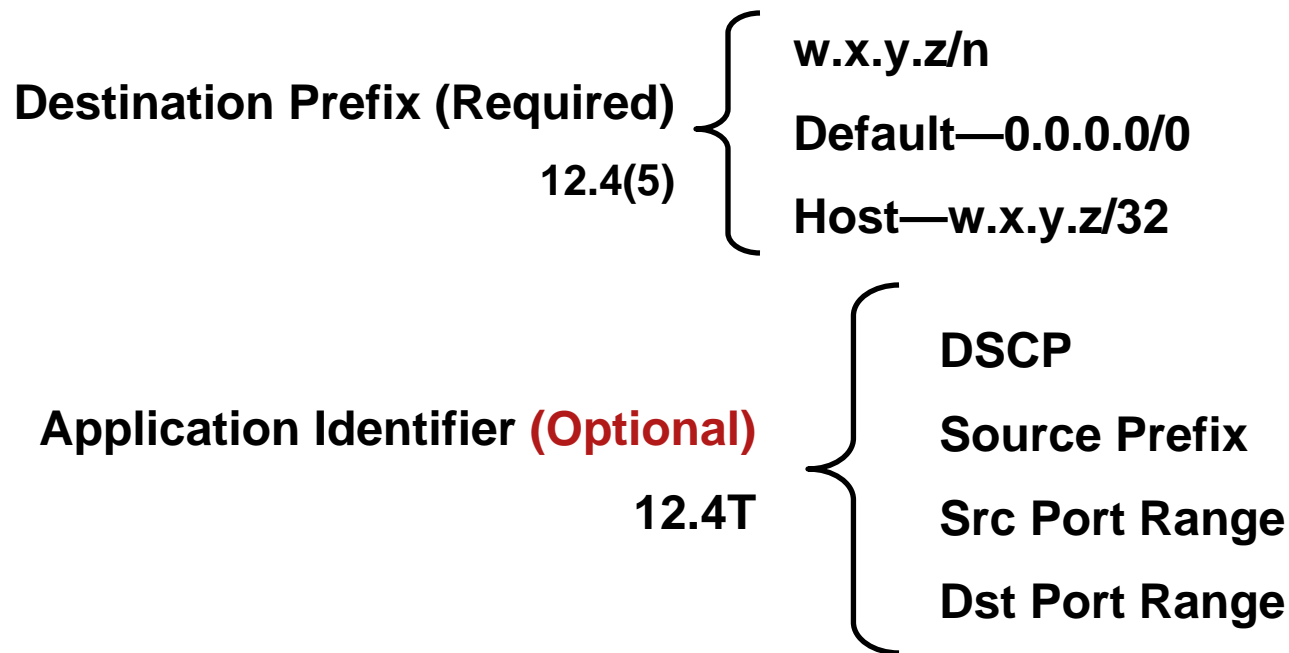 Destination Prefix (Required)
12.4(5)
w.x.y.z/n
Default—0.0.0.0/0
Host—w.x.y.z/32
Application Identifier (Optional)
12.4T
DSCP
Source Prefix
Src Port Range
Dst Port Range